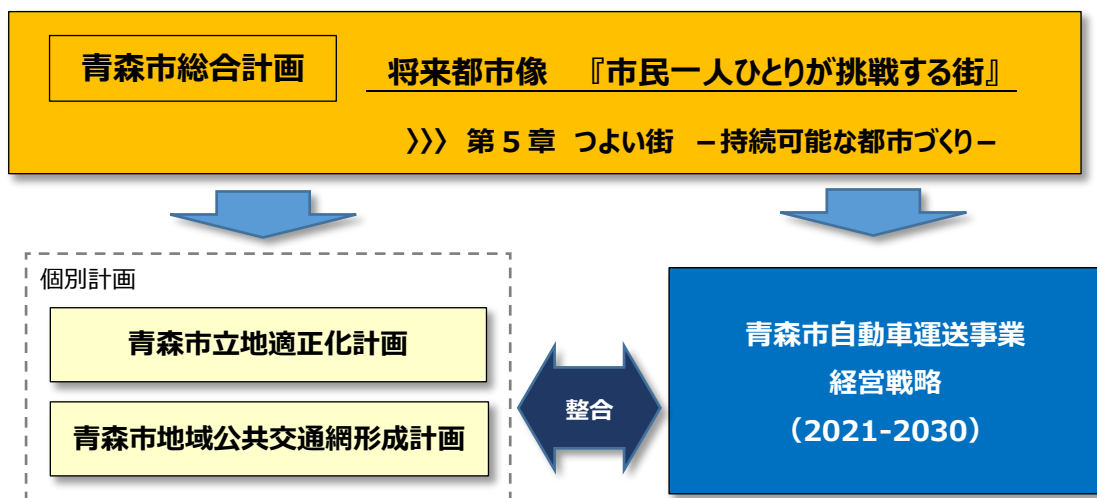 青森市総合計画
将来都市像 『市民一人ひとりが挑戦する街』
〉〉〉 第5章 つよい街 －持続可能な都市づくり－
個別計画
青森市立地適正化計画
青森市地域公共交通網形成計画
整合
青森市自動車運送事業
経営戦略
（2021-2030）